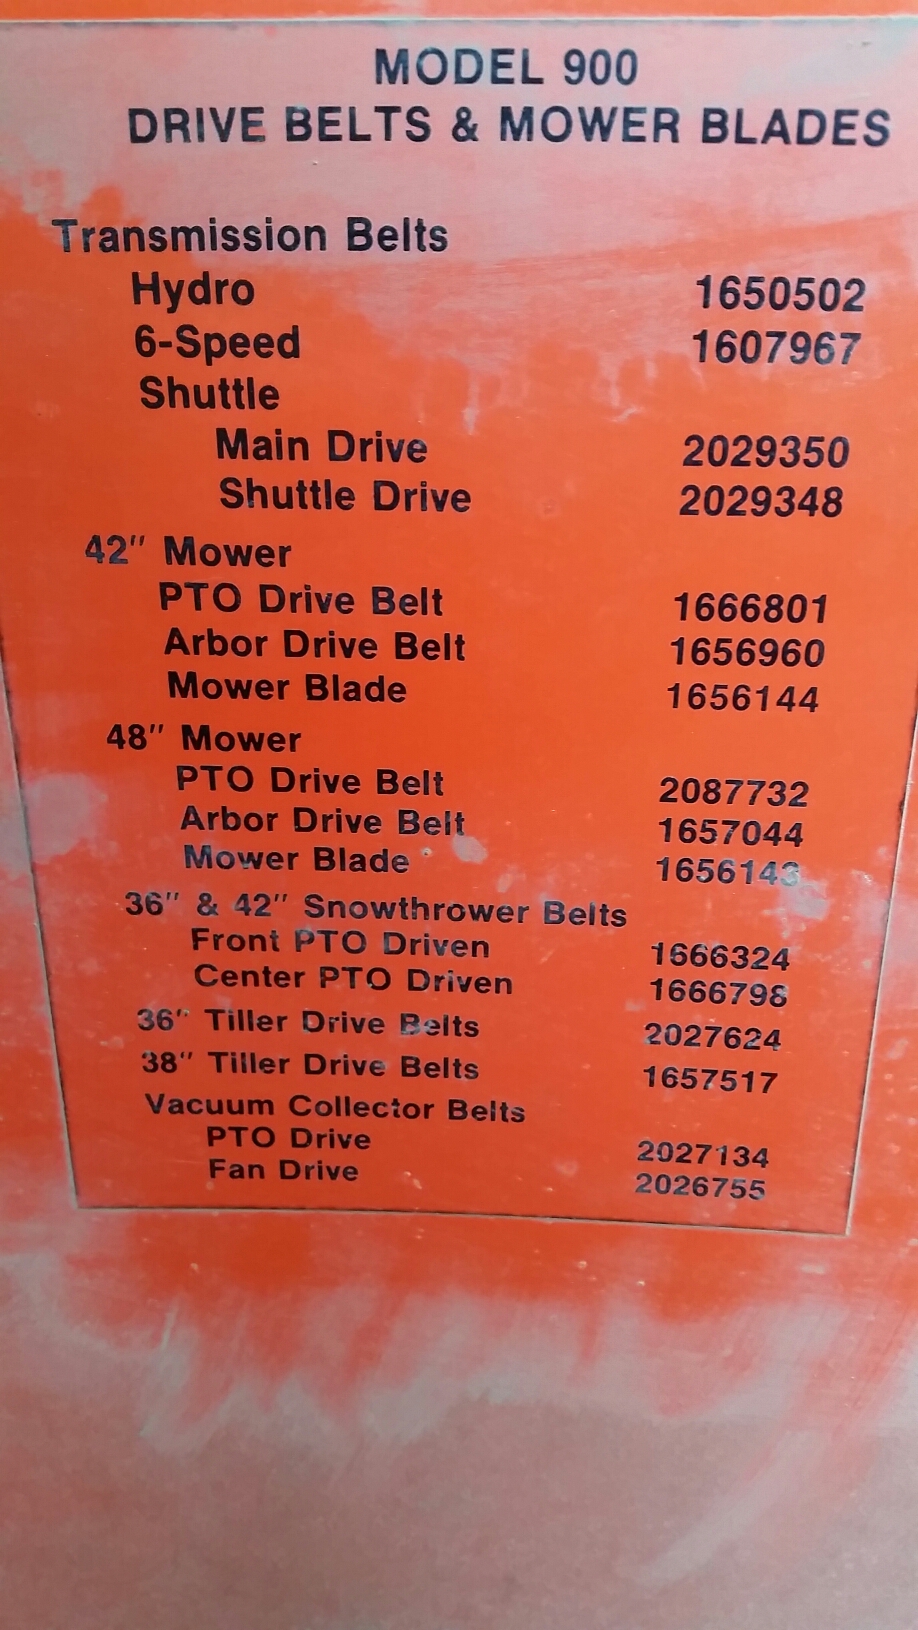 MODEL 900
DRIVE BELTS & MOWER BLADES
Transmission Belts
Hydro 1650502
6-Speed 1607967
Shuttle
Main Drive 2029350
Shuttle Drive 2029348
42" Mower
PTO Drive Belt 1666801
Arbor Drive Belt 1656960
Mower Blade 1656144
48" Mower
PTO Drive Belt 2087732
Arbor Drive Belt 1657044
Mower Blade 1656143
36" & 42" Snowthrower Belts
Front PTO Driven 1666324
Center PTO Driven 1666798
36" Tiller Drive Belts 2027624
38" Tiller Drive Belts 1657517
Vacuum Collector Belts
PTO Drive 2027134
Fan Drive 2026755